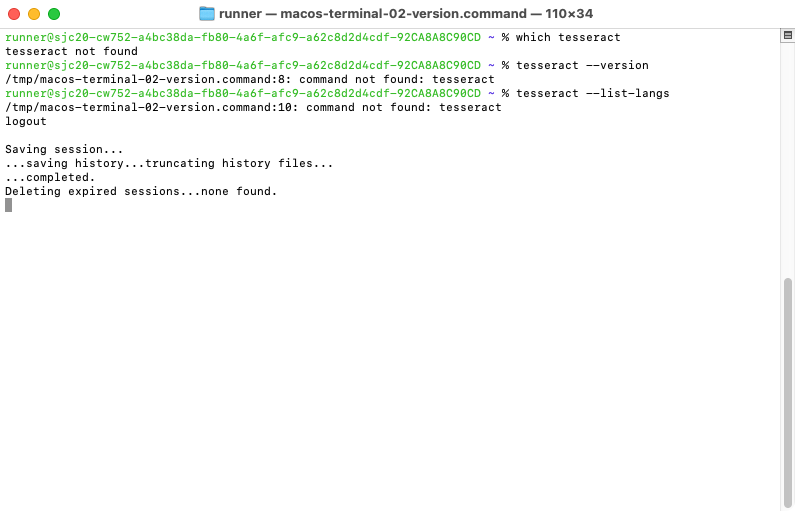 runner — macos-terminal-02-version.command — 110×34
runner@sjc20-cw752-a4bc38da-fb80-4a6f-afc9-a62c8d2d4cdf-92CA8A8C90CD ~ % which tesseract
tesseract not found
runner@sjc20-cw752-a4bc38da-fb80-4a6f-afc9-a62c8d2d4cdf-92CA8A8C90CD ~ % tesseract --version
/tmp/macos-terminal-02-version.command:8: command not found: tesseract
runner@sjc20-cw752-a4bc38da-fb80-4a6f-afc9-a62c8d2d4cdf-92CA8A8C90CD ~ % tesseract --list-langs
/tmp/macos-terminal-02-version.command:10: command not found: tesseract
logout

Saving session...
...saving history...truncating history files...
...completed.
Deleting expired sessions...none found.